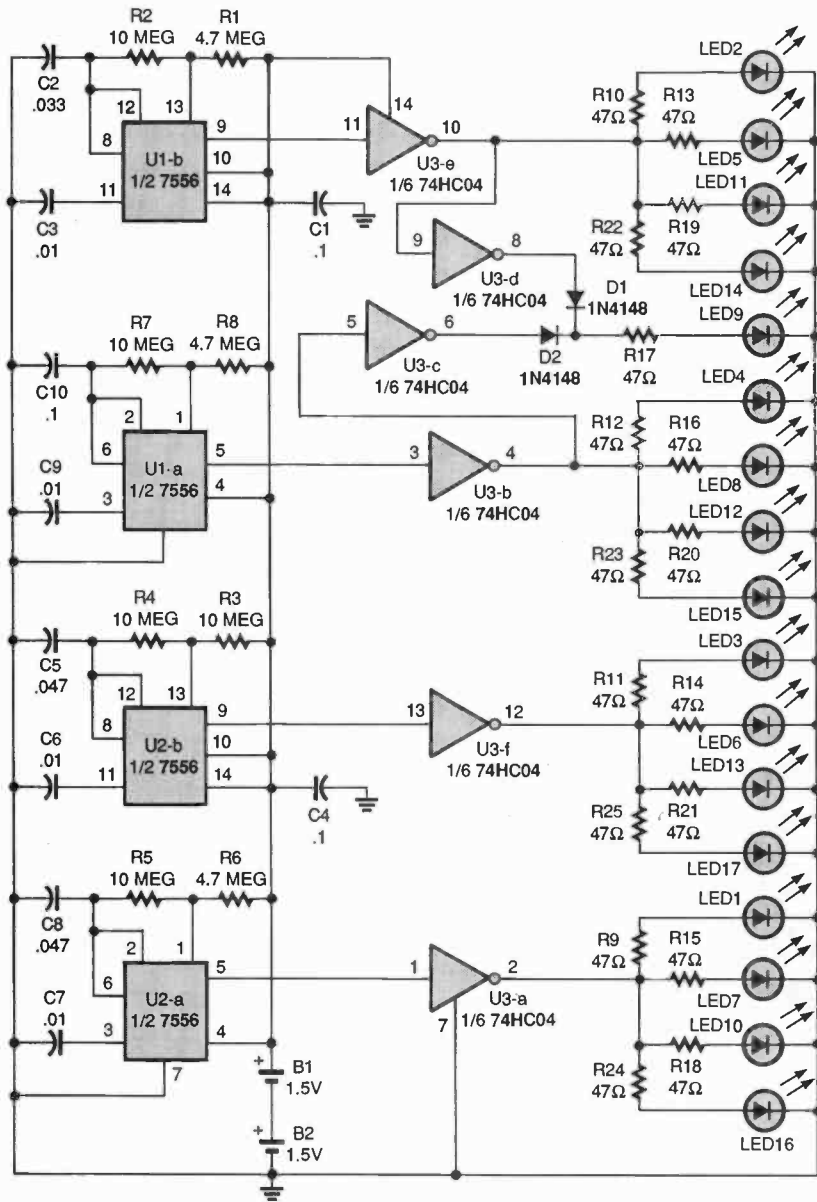 R2
10 MEG
R1
4.7 MEG
C2
.033
12
13
8
9
10
11
14
U1-b
1/2 7556
C3
.01
C1
.1
14
11
10
U3-e
1/6 74HC04
9
8
U3-d
1/6 74HC04
D1
1N4148
5
6
U3-c
1/6 74HC04
D2
1N4148
R17
47Ω
LED2
R10
47Ω
R13
47Ω
LED5
LED11
R22
47Ω
R19
47Ω
LED14
LED9
R7
10 MEG
R8
4.7 MEG
C10
.1
2
1
6
5
3
4
U1-a
1/2 7556
C9
.01
3
4
U3-b
1/6 74HC04
LED4
R12
47Ω
R16
47Ω
LED8
LED12
R23
47Ω
R20
47Ω
LED15
R4
10 MEG
R3
10 MEG
C5
.047
12
13
8
9
10
11
14
U2-b
1/2 7556
C6
.01
C4
.1
13
12
U3-f
1/6 74HC04
LED3
R11
47Ω
R14
47Ω
LED6
LED13
R25
47Ω
R21
47Ω
LED17
R5
10 MEG
R6
4.7 MEG
C8
.047
2
1
6
5
3
4
7
U2-a
1/2 7556
C7
.01
1
2
7
U3-a
1/6 74HC04
LED1
R9
47Ω
R15
47Ω
LED7
LED10
R24
47Ω
R18
47Ω
LED16
+
B1
1.5V
+
B2
1.5V